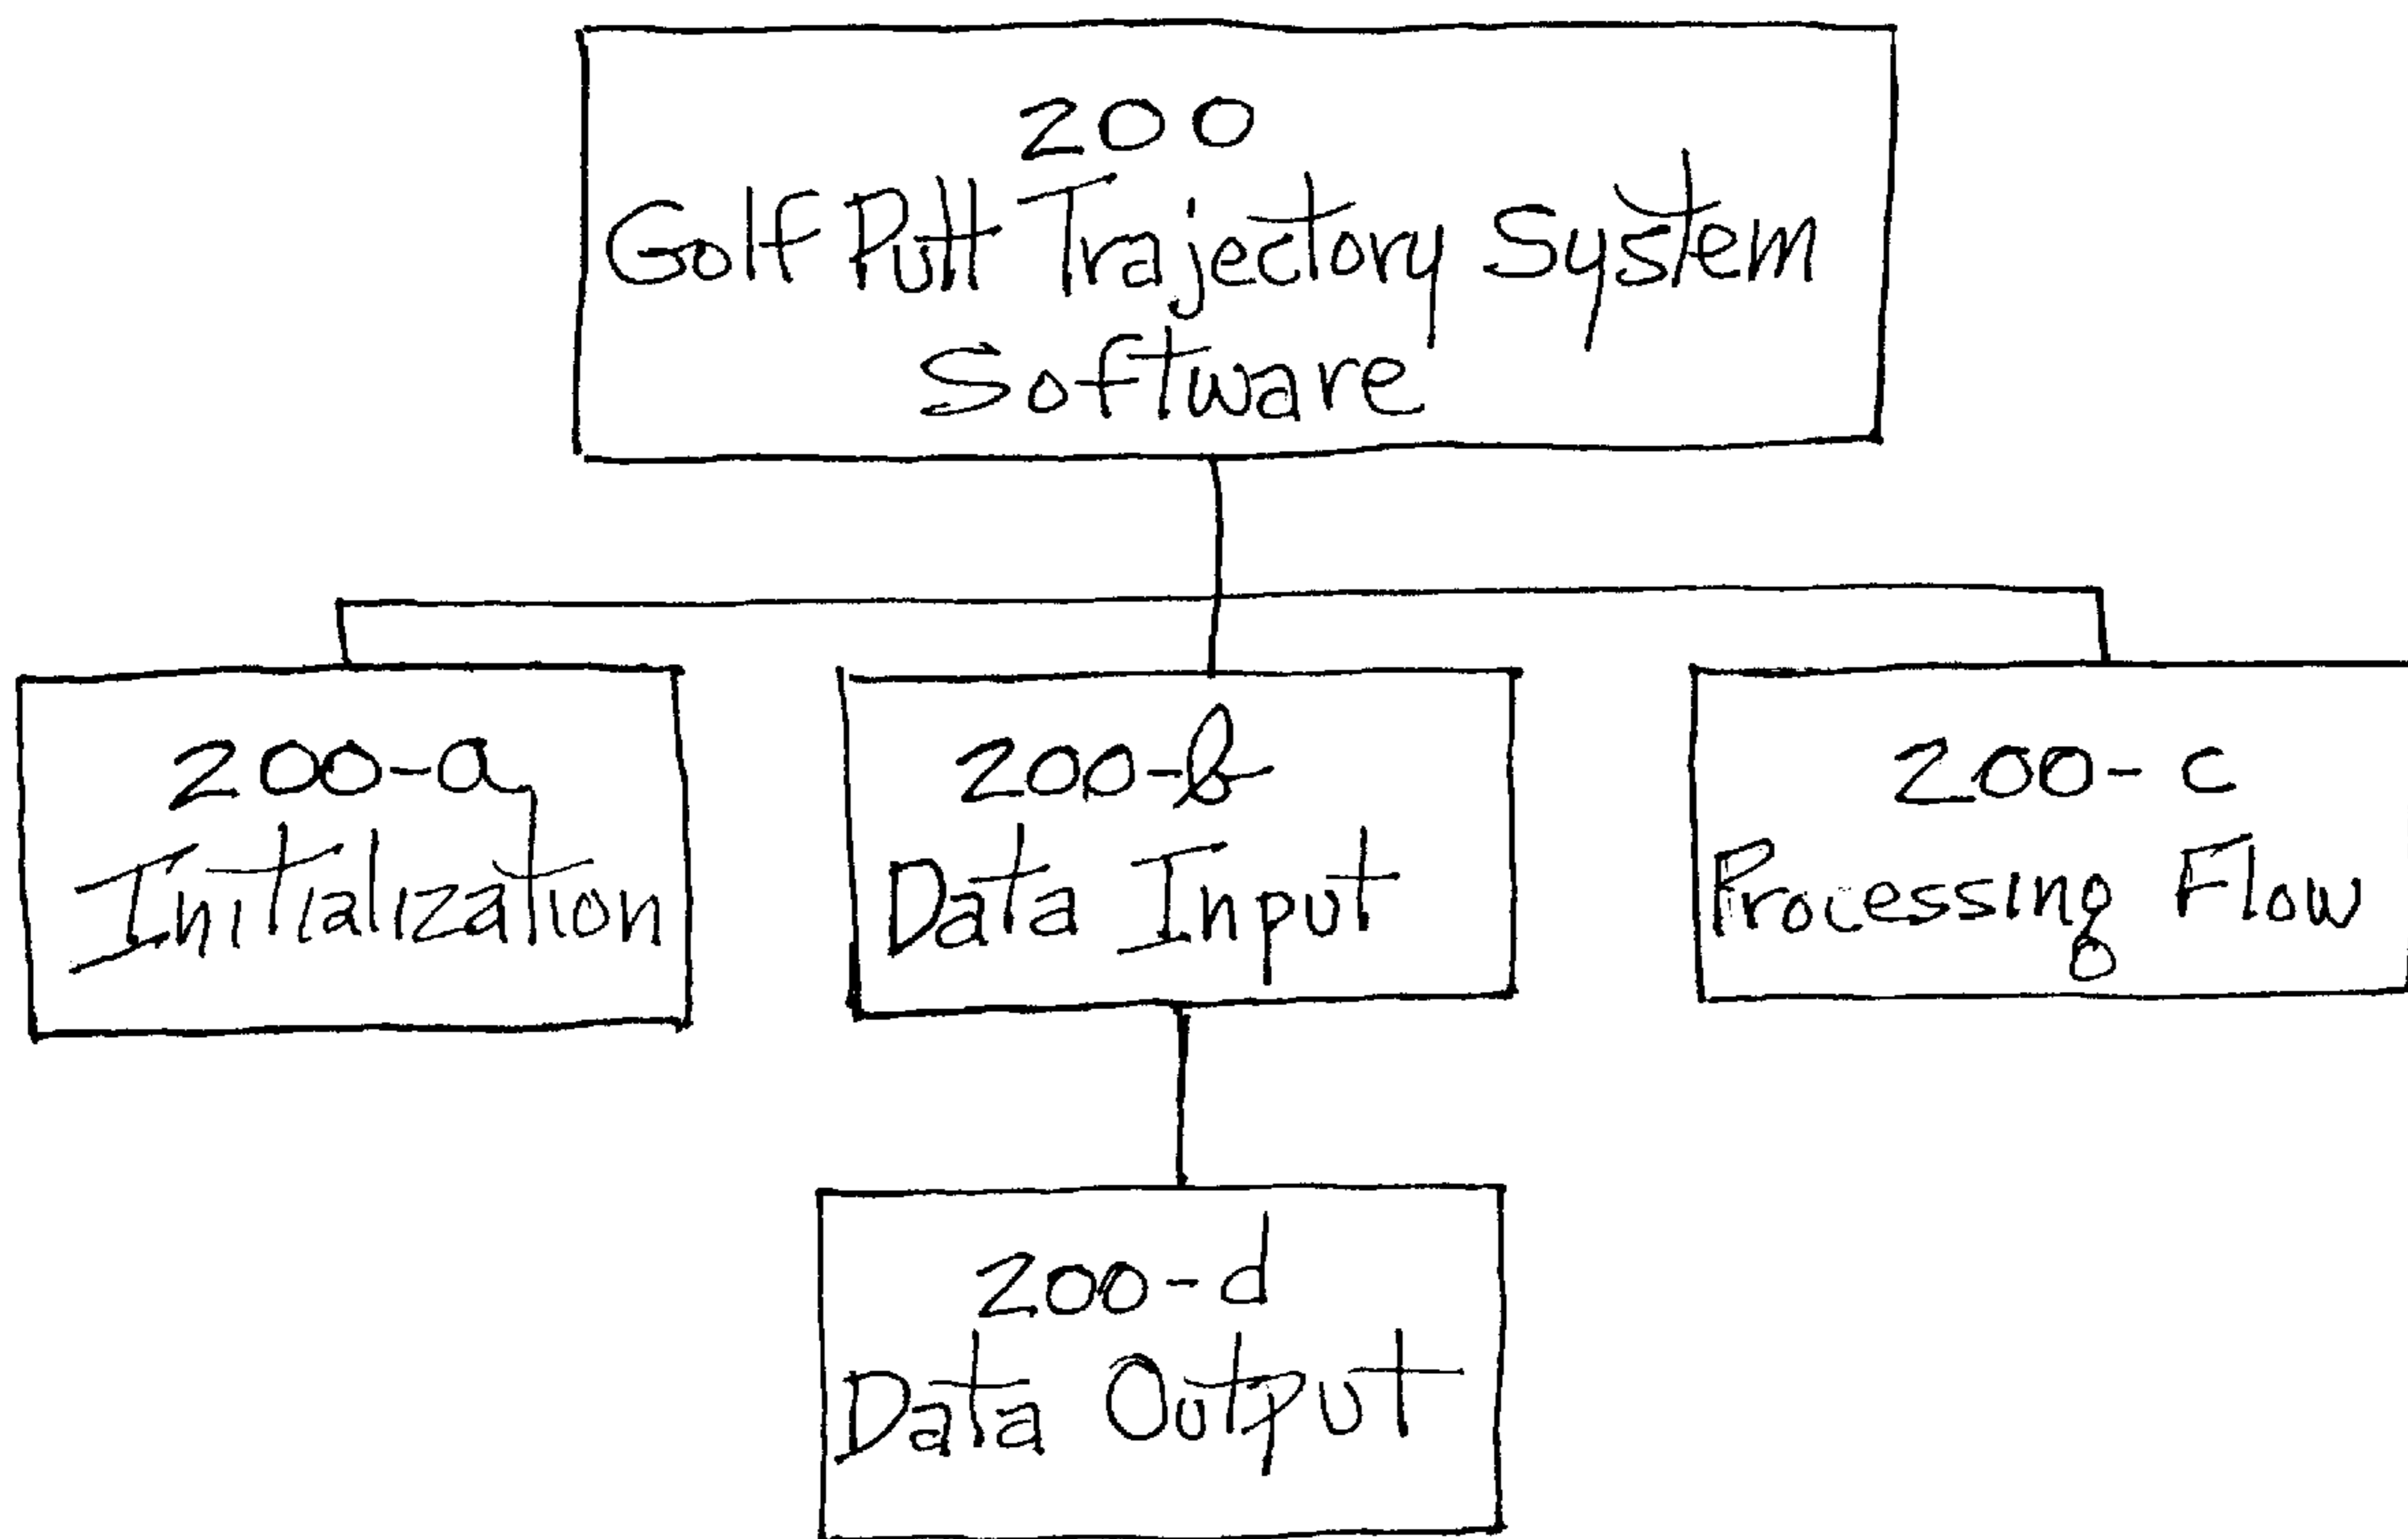 200
Golf Putt Trajectory System
Software
200-a
Initialization
200-b
Data Input
200-c
Processing Flow
200-d
Data Output